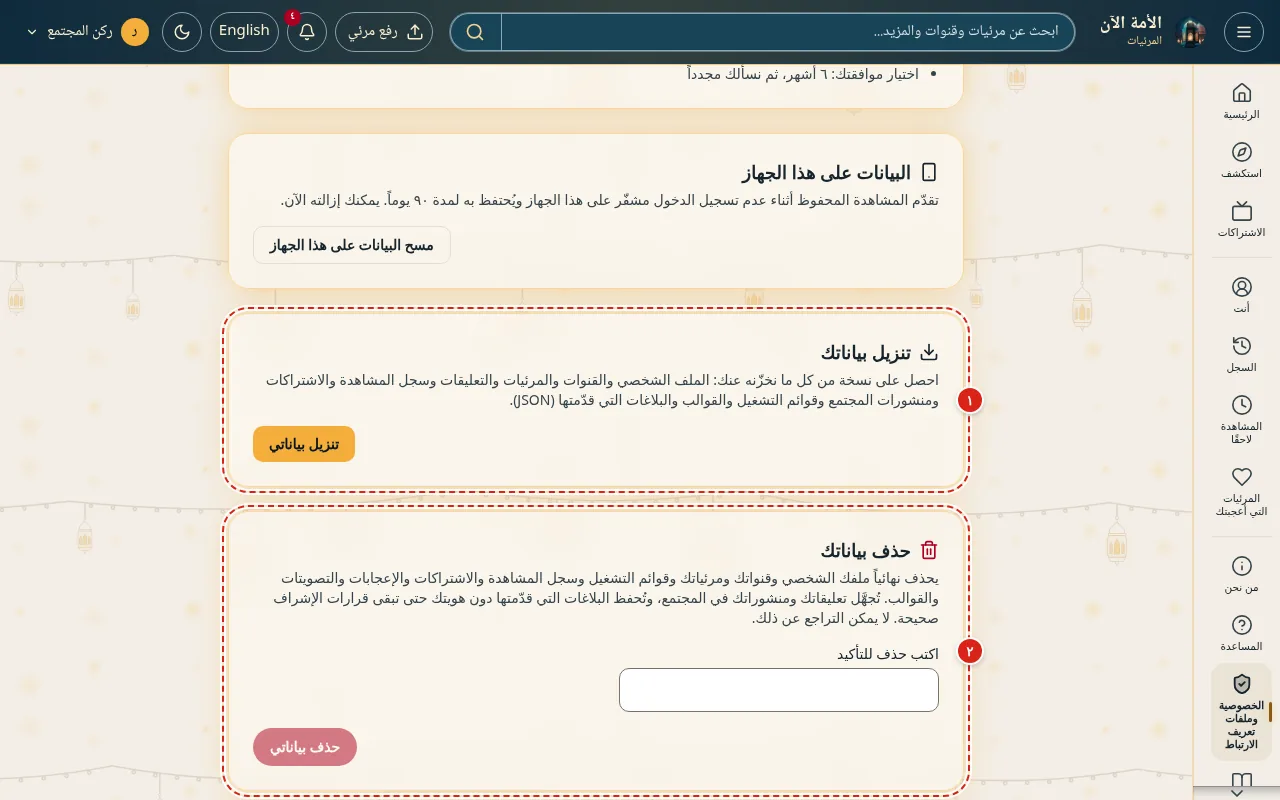 الأمة الآن
المرئيات
ابحث عن مرئيات وقنوات والمزيد...
رفع مرئي
٤
English
ر
ركن المجتمع
الرئيسية
استكشف
الاشتراكات
أنت
السجل
المشاهدة
لاحقًا
المرئيات
التي أعجبتك
من نحن
المساعدة
الخصوصية
وملفات
تعريف
الارتباط
اختيار موافقتك: ٦ أشهر، ثم نسألك مجدداً
البيانات على هذا الجهاز
تقدّم المشاهدة المحفوظ أثناء عدم تسجيل الدخول مشفّر على هذا الجهاز ويُحتفظ به لمدة ٩٠ يوماً. يمكنك إزالته الآن.
مسح البيانات على هذا الجهاز
١
تنزيل بياناتك
احصل على نسخة من كل ما نخزّنه عنك: الملف الشخصي والقنوات والمرئيات والتعليقات وسجل المشاهدة والاشتراكات
ومنشورات المجتمع وقوائم التشغيل والقوالب والبلاغات التي قدّمتها (JSON).
تنزيل بياناتي
٢
حذف بياناتك
يحذف نهائياً ملفك الشخصي وقنواتك ومرئياتك وقوائم التشغيل وسجل المشاهدة والاشتراكات والإعجابات والتصويتات
والقوالب. تُجهَّل تعليقاتك ومنشوراتك في المجتمع، وتُحفظ البلاغات التي قدّمتها دون هويتك حتى تبقى قرارات الإشراف
صحيحة. لا يمكن التراجع عن ذلك.
اكتب حذف للتأكيد
حذف بياناتي